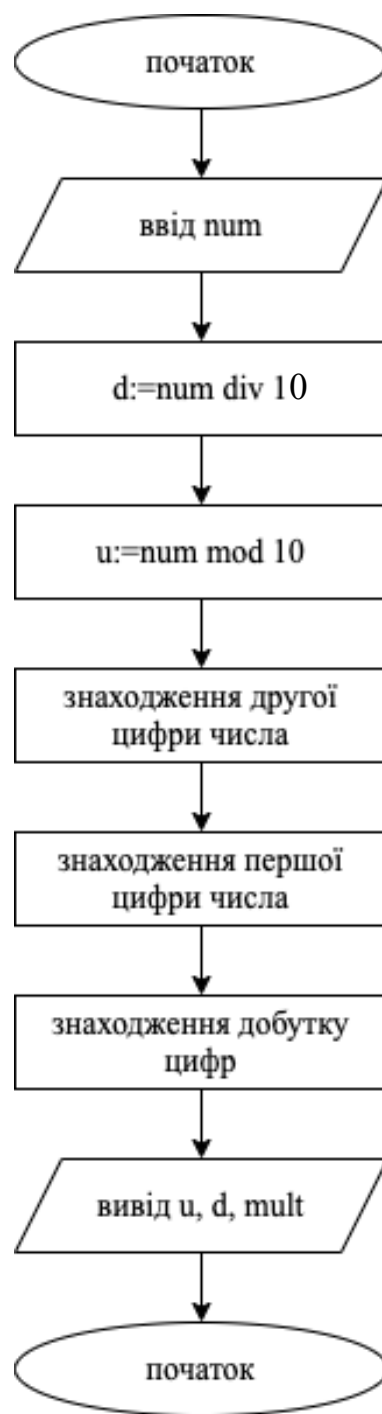 початок
ввід num
d:=num div 10
u:=num mod 10
знаходження другої
цифри числа
знаходження першої
цифри числа
знаходження добутку
цифр
вивід u, d, mult
початок